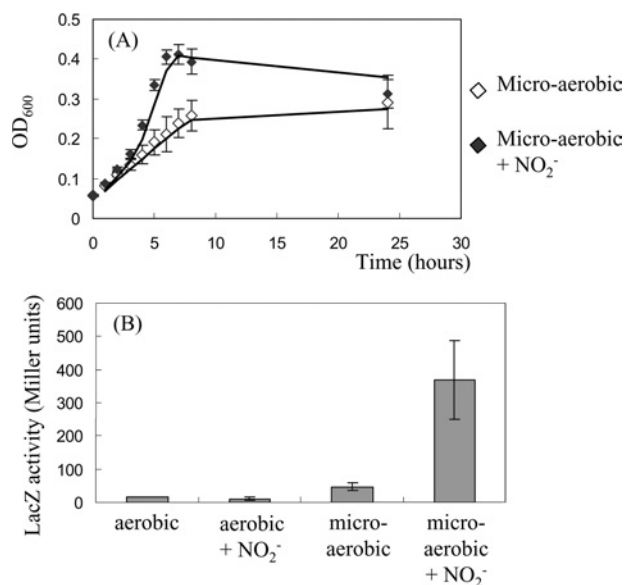 (A)
OD600
0.5
0.4
0.3
0.2
0.1
0
0 5 10 15 20 25 30
Time (hours)
Micro-aerobic
Micro-aerobic
+ NO2-
(B)
LacZ activity (Miller units)
600
500
400
300
200
100
0
aerobic
aerobic
+ NO2-
micro-
aerobic
micro-
aerobic
+ NO2-